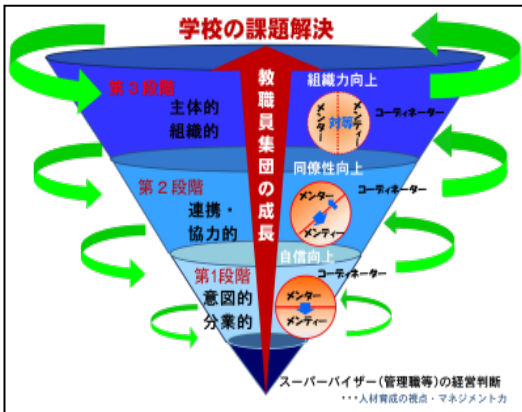 学校の課題解決
教職員集団の成長
第3段階
主体的
組織的
組織力向上
メンター
対等
メンティー
コーディネーター
第2段階
連携・
協力的
同僚性向上
メンター
メンティー
コーディネーター
第1段階
意図的
分業的
自信向上
メンター
メンティー
コーディネーター
スーパーバイザー(管理職等)の経営判断
・・・人材育成の視点・マネジメント力